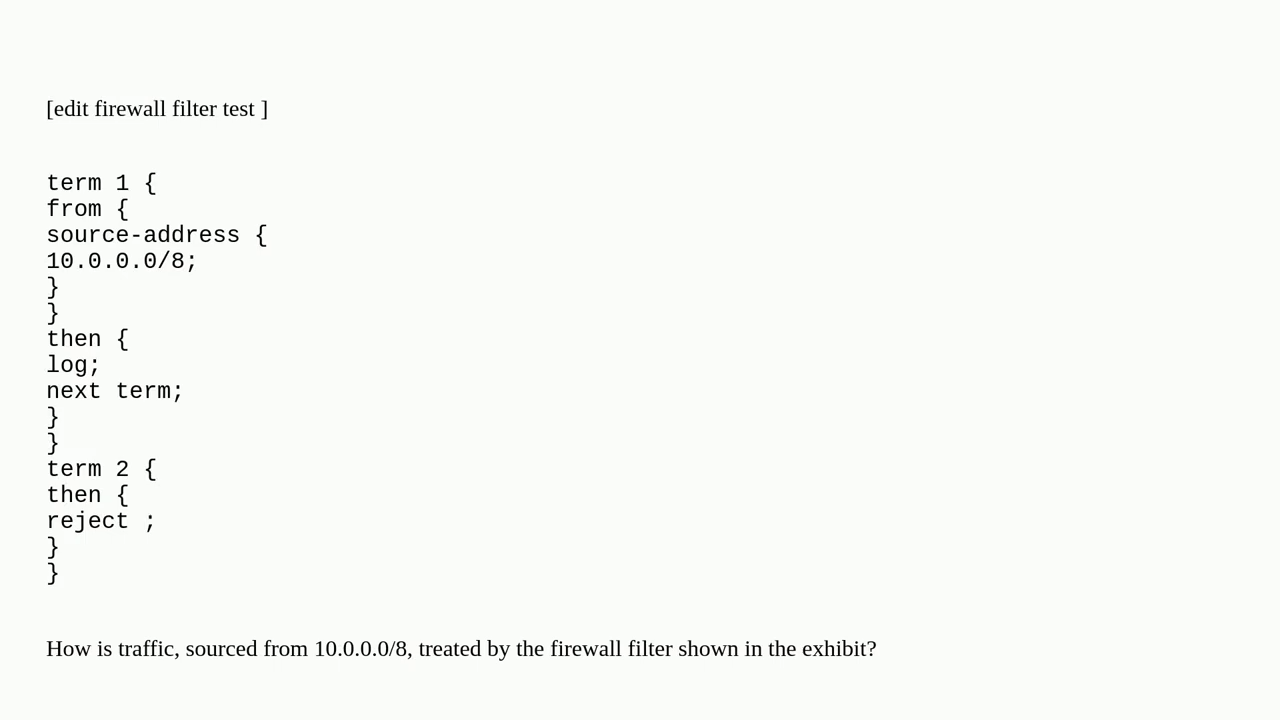 [edit firewall filter test ]
term 1 {
from {
source-address {
10.0.0.0/8;
}
}
then {
log;
next term;
}
}
term 2 {
then {
reject ;
}
}
How is traffic, sourced from 10.0.0.0/8, treated by the firewall filter shown in the exhibit?